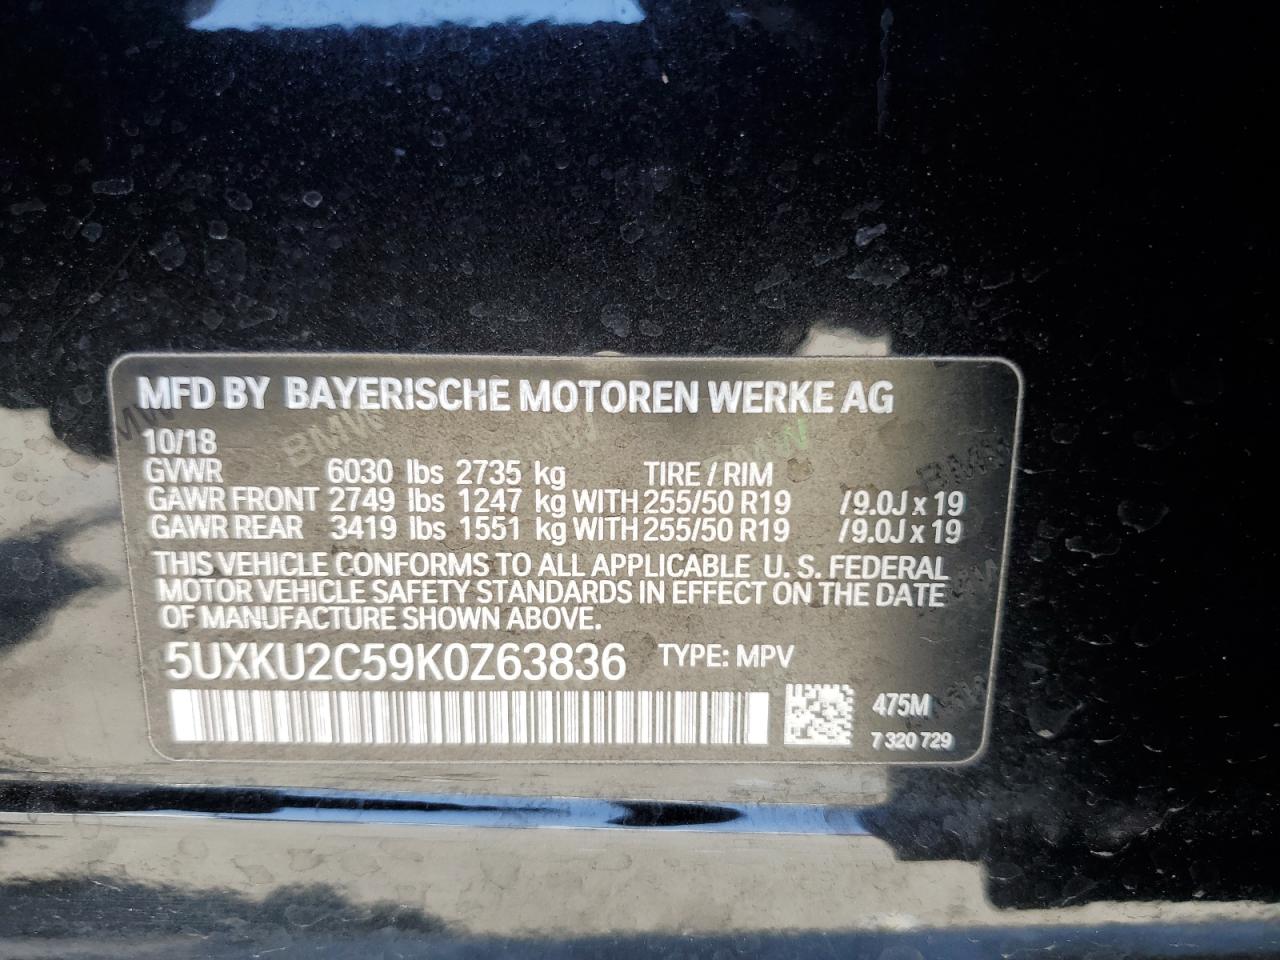 MFD BY BAYERISCHE MOTOREN WERKE AG
10/18
GVWR 6030 lbs 2735 kg TIRE / RIM
GAWR FRONT 2749 lbs 1247 kg WITH 255/50 R19 /9.0J x 19
GAWR REAR 3419 lbs 1551 kg WITH 255/50 R19 /9.0J x 19
THIS VEHICLE CONFORMS TO ALL APPLICABLE U. S. FEDERAL
MOTOR VEHICLE SAFETY STANDARDS IN EFFECT ON THE DATE
OF MANUFACTURE SHOWN ABOVE.
5UXKU2C59K0Z63836 TYPE: MPV
475M
7 320 729